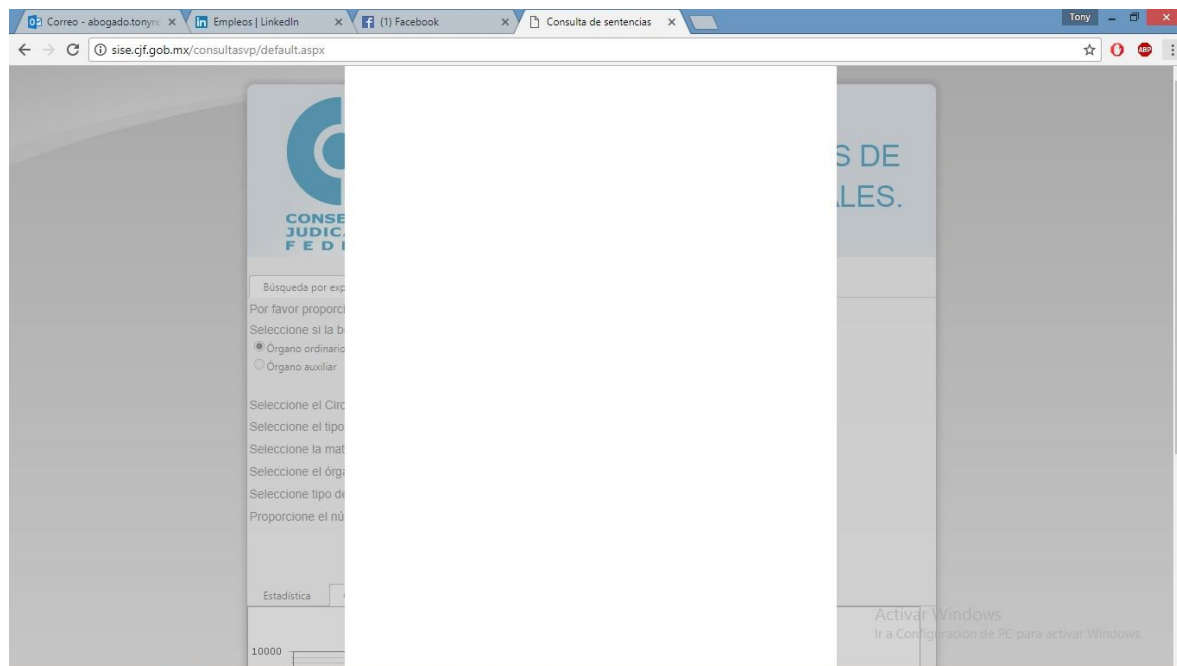 Correo - abogado.tonyre
Empleos | LinkedIn
(1) Facebook
Consulta de sentencias
Tony
sise.cjf.gob.mx/consultasvp/default.aspx
ABP
S DE
LES.
CONSE
JUDIC
FED
Búsqueda por exp
Por favor proporci
Seleccione si la b
Órgano ordinario
Órgano auxiliar
Seleccione el Circ
Seleccione el tipo
Seleccione la mat
Seleccione el órga
Seleccione tipo de
Proporcione el nú
Estadística
10000
Activar Windows
Ir a Configuración de PC para activar Windows.